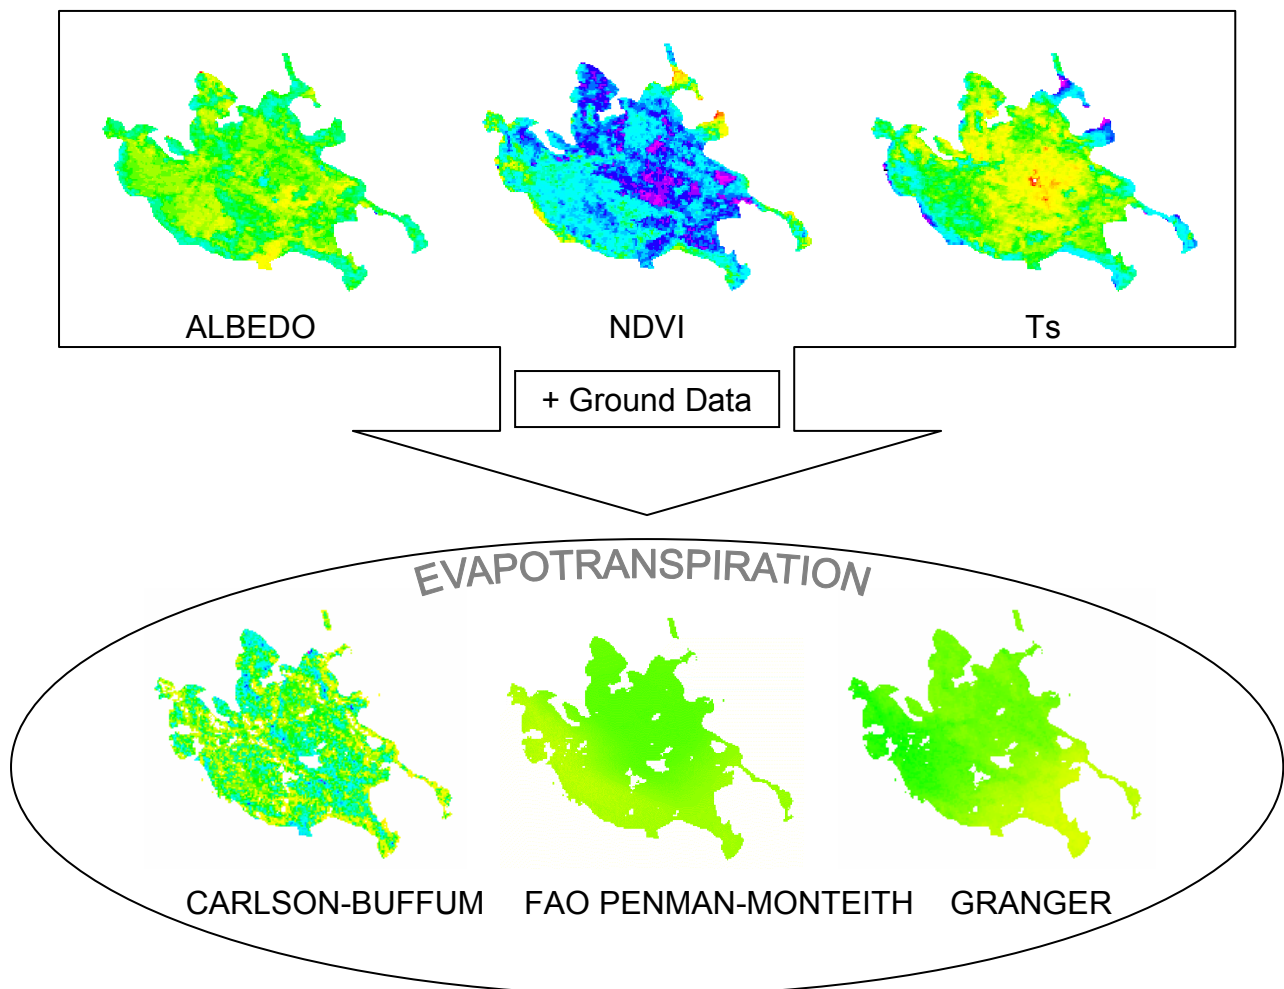 ALBEDO NDVI Ts
+ Ground Data
EVAPOTRANSPIRATION
CARLSON-BUFFUM FAO PENMAN-MONTEITH GRANGER